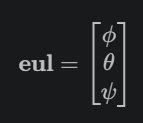 eul = [ϕ
θ
ψ]